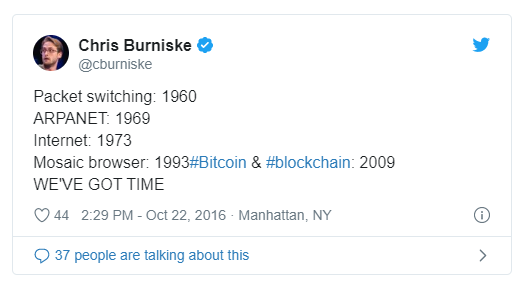 Chris Burniske
@cburniske
Packet switching: 1960
ARPANET: 1969
Internet: 1973
Mosaic browser: 1993#Bitcoin & #blockchain: 2009
WE'VE GOT TIME
44 2:29 PM - Oct 22, 2016 · Manhattan, NY
37 people are talking about this